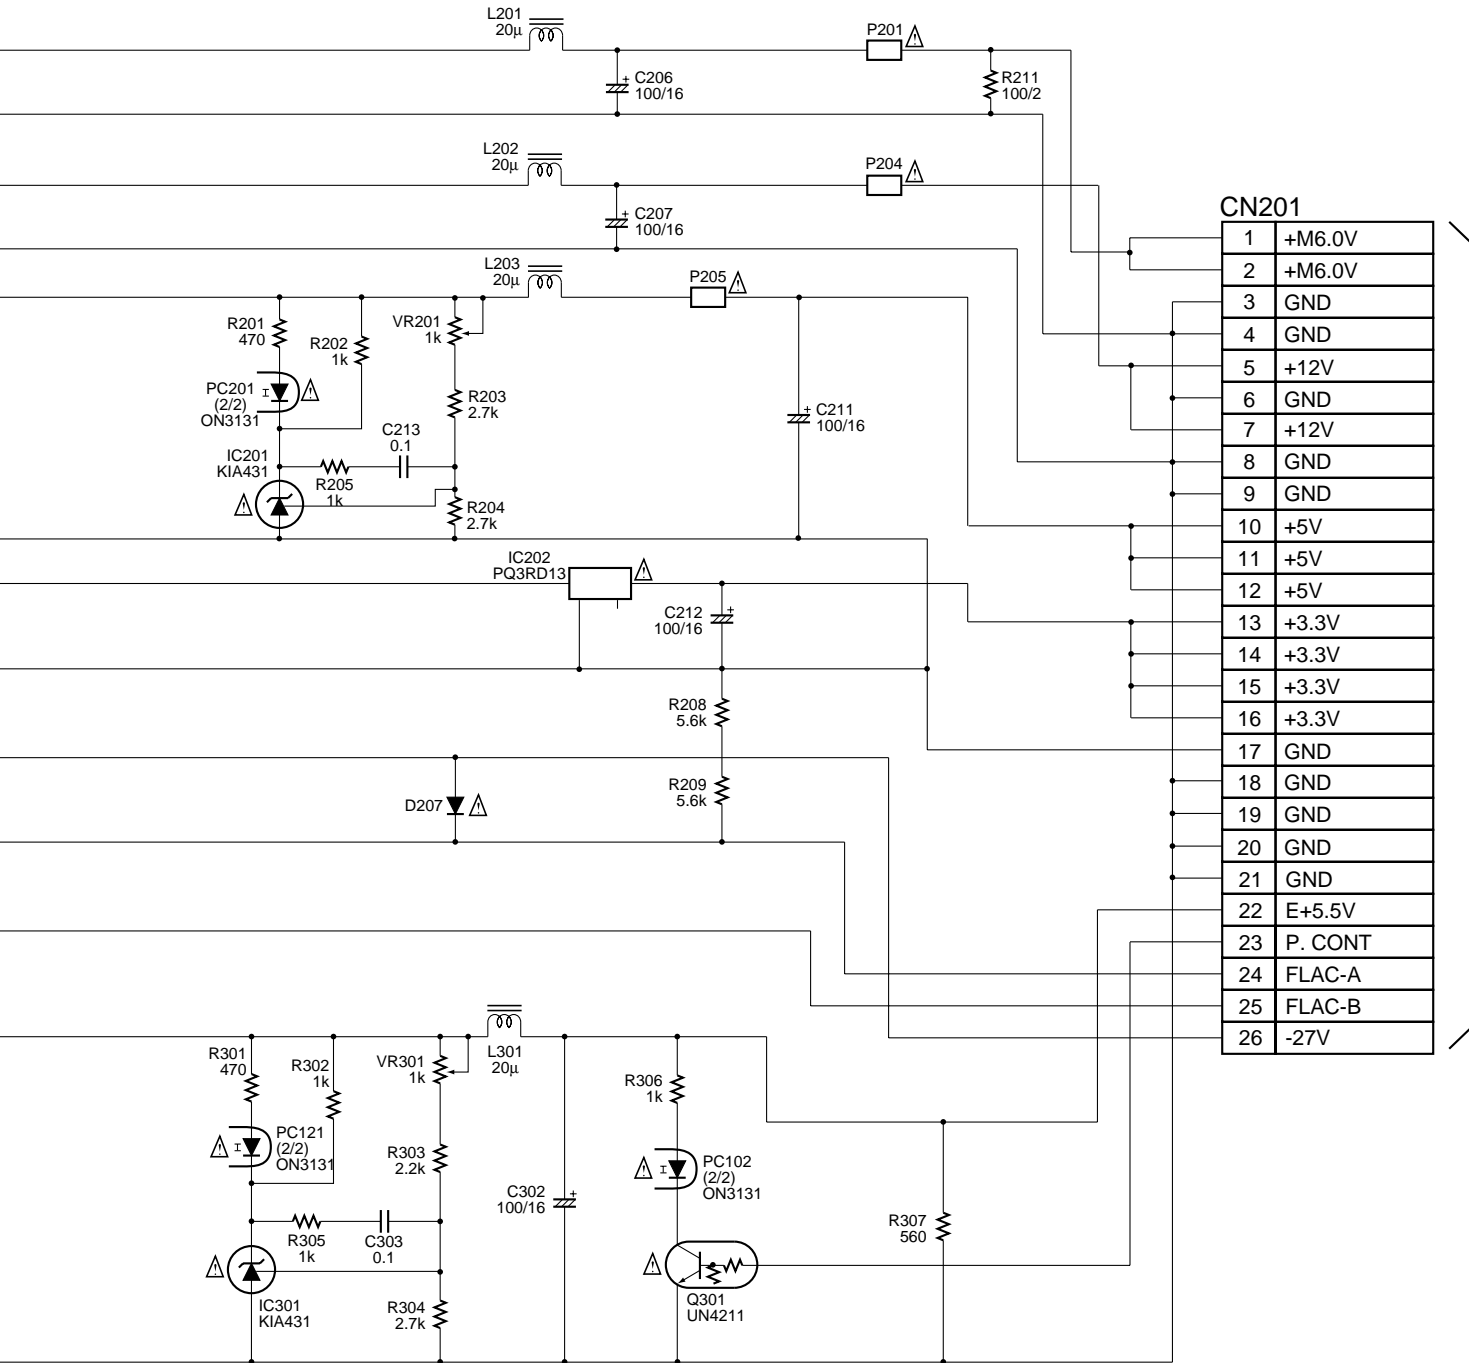 L201
20µ
C206
100/16
P201
R211
100/2
L202
20µ
C207
100/16
P204
L203
20µ
P205
R201
470
R202
1k
VR201
1k
PC201
(2/2)
ON3131
R203
2.7k
C213
0.1
IC201
KIA431
R205
1k
R204
2.7k
C211
100/16
IC202
PQ3RD13
C212
100/16
R208
5.6k
R209
5.6k
D207
CN201
1 +M6.0V
2 +M6.0V
3 GND
4 GND
5 +12V
6 GND
7 +12V
8 GND
9 GND
10 +5V
11 +5V
12 +5V
13 +3.3V
14 +3.3V
15 +3.3V
16 +3.3V
17 GND
18 GND
19 GND
20 GND
21 GND
22 E+5.5V
23 P. CONT
24 FLAC-A
25 FLAC-B
26 -27V
R301
470
R302
1k
VR301
1k
L301
20µ
PC121
(2/2)
ON3131
R303
2.2k
R305
1k
C303
0.1
IC301
KIA431
R304
2.7k
C302
100/16
R306
1k
PC102
(2/2)
ON3131
Q301
UN4211
R307
560